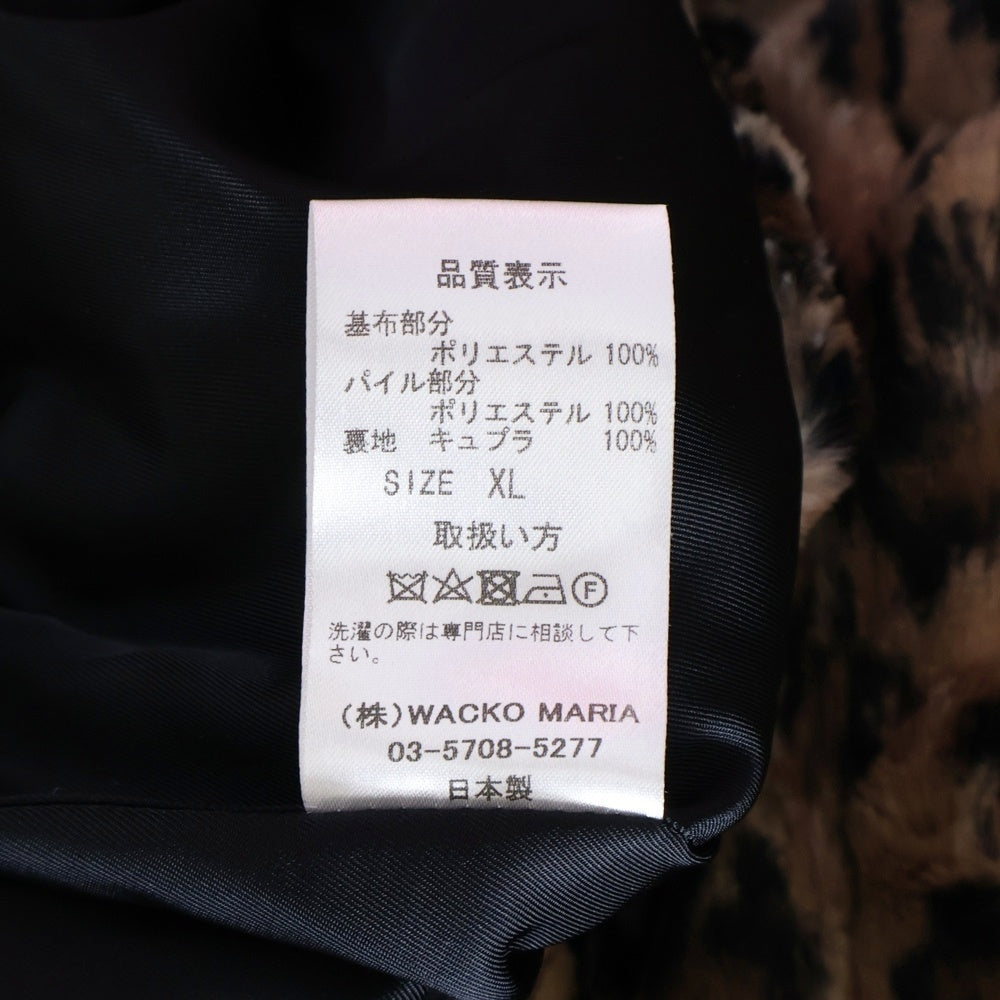 品質表示
基布部分
ポリエステル 100%
パイル部分
ポリエステル 100%
裏地 キュプラ 100%
SIZE XL
取扱い方
F
洗濯の際は専門店に相談して下
さい。
(株)WACKO MARIA
03-5708-5277
日本製